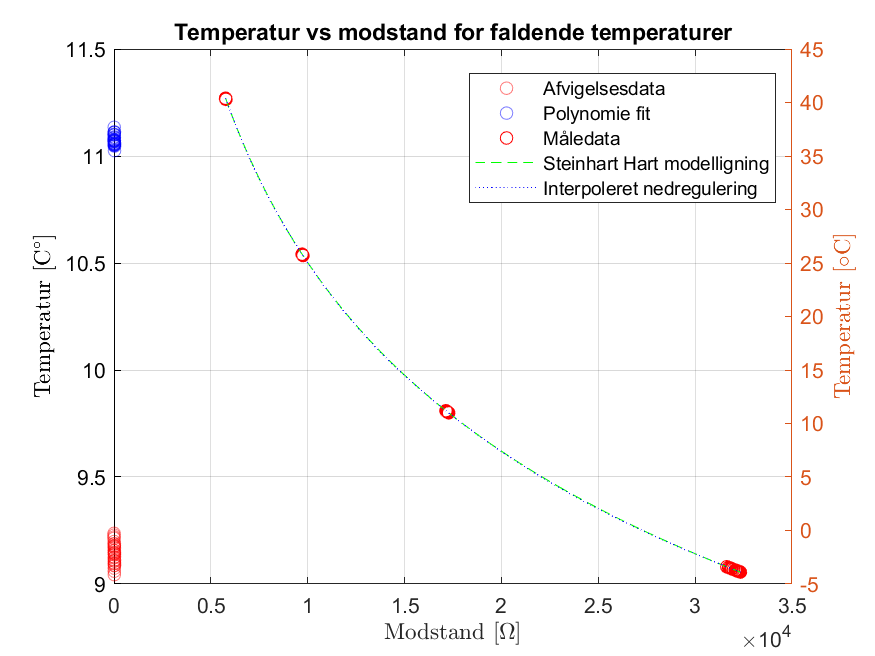 Temperatur vs modstand for faldende temperaturer
11.5
11
10.5
10
9.5
9
Temperatur [C°]
45
40
35
30
25
20
15
10
5
0
-5
Temperatur [∘C]
Afvigelsesdata
Polynomie fit
Måledata
Steinhart Hart modelligning
Interpoleret nedregulering
0 0.5 1 1.5 2 2.5 3 3.5
×10⁴
Modstand [Ω]